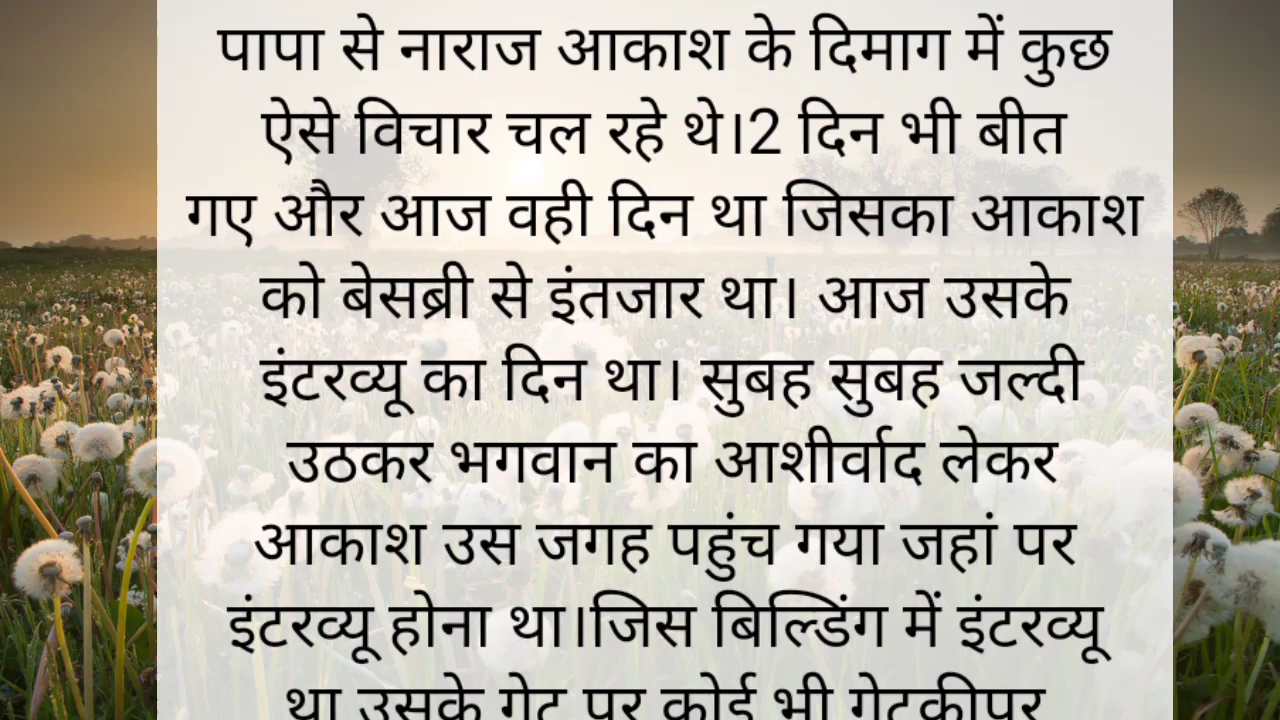 पापा से नाराज आकाश के दिमाग में कुछ
ऐसे विचार चल रहे थे।2 दिन भी बीत
गए और आज वही दिन था जिसका आकाश
को बेसब्री से इंतजार था। आज उसके
इंटरव्यू का दिन था। सुबह सुबह जल्दी
उठकर भगवान का आशीर्वाद लेकर
आकाश उस जगह पहुंच गया जहां पर
इंटरव्यू होना था।जिस बिल्डिंग में इंटरव्यू
था उसके गेट पर कोई भी गेटकीपर